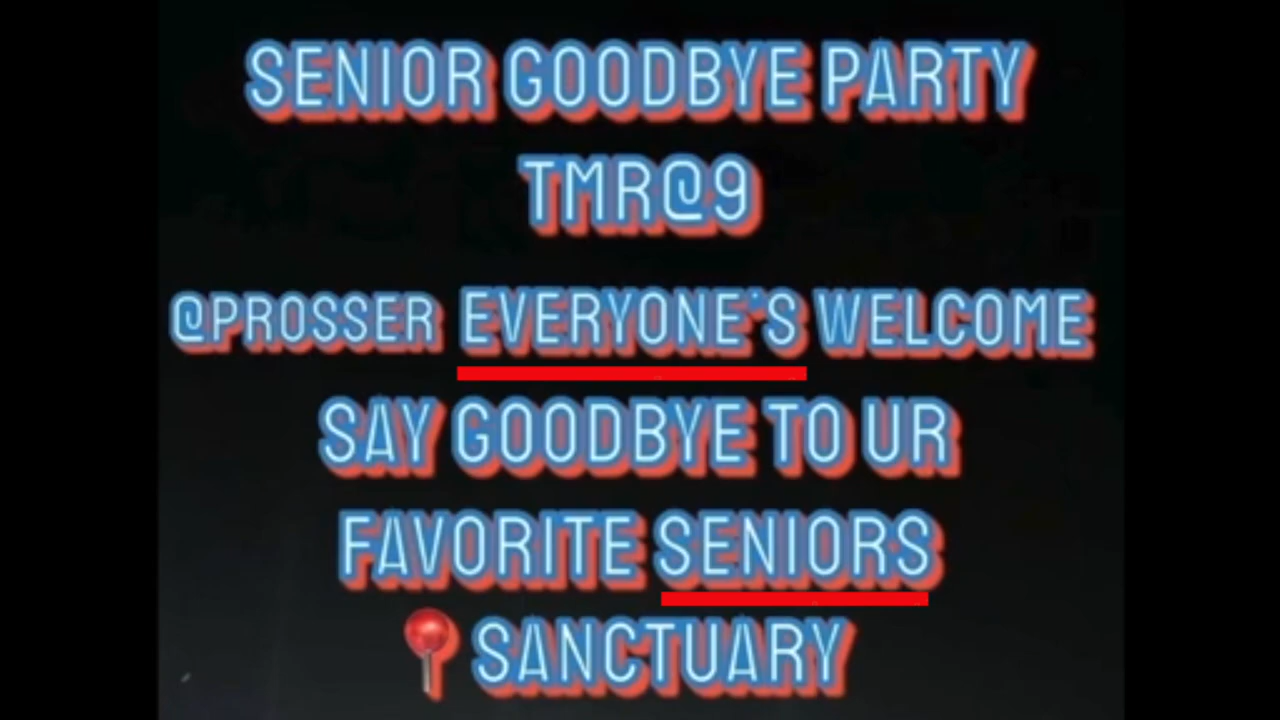 SENIOR GOODBYE PARTY
TMR@9
@PROSSER EVERYONE'S WELCOME
SAY GOODBYE TO UR
FAVORITE SENIORS
📍SANCTUARY